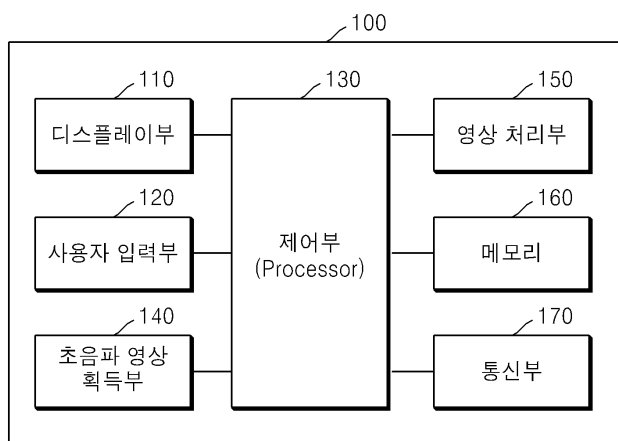 100
110
130
150
디스플레이부
영상 처리부
120
160
사용자 입력부
제어부
(Processor)
메모리
140
170
초음파 영상
획득부
통신부